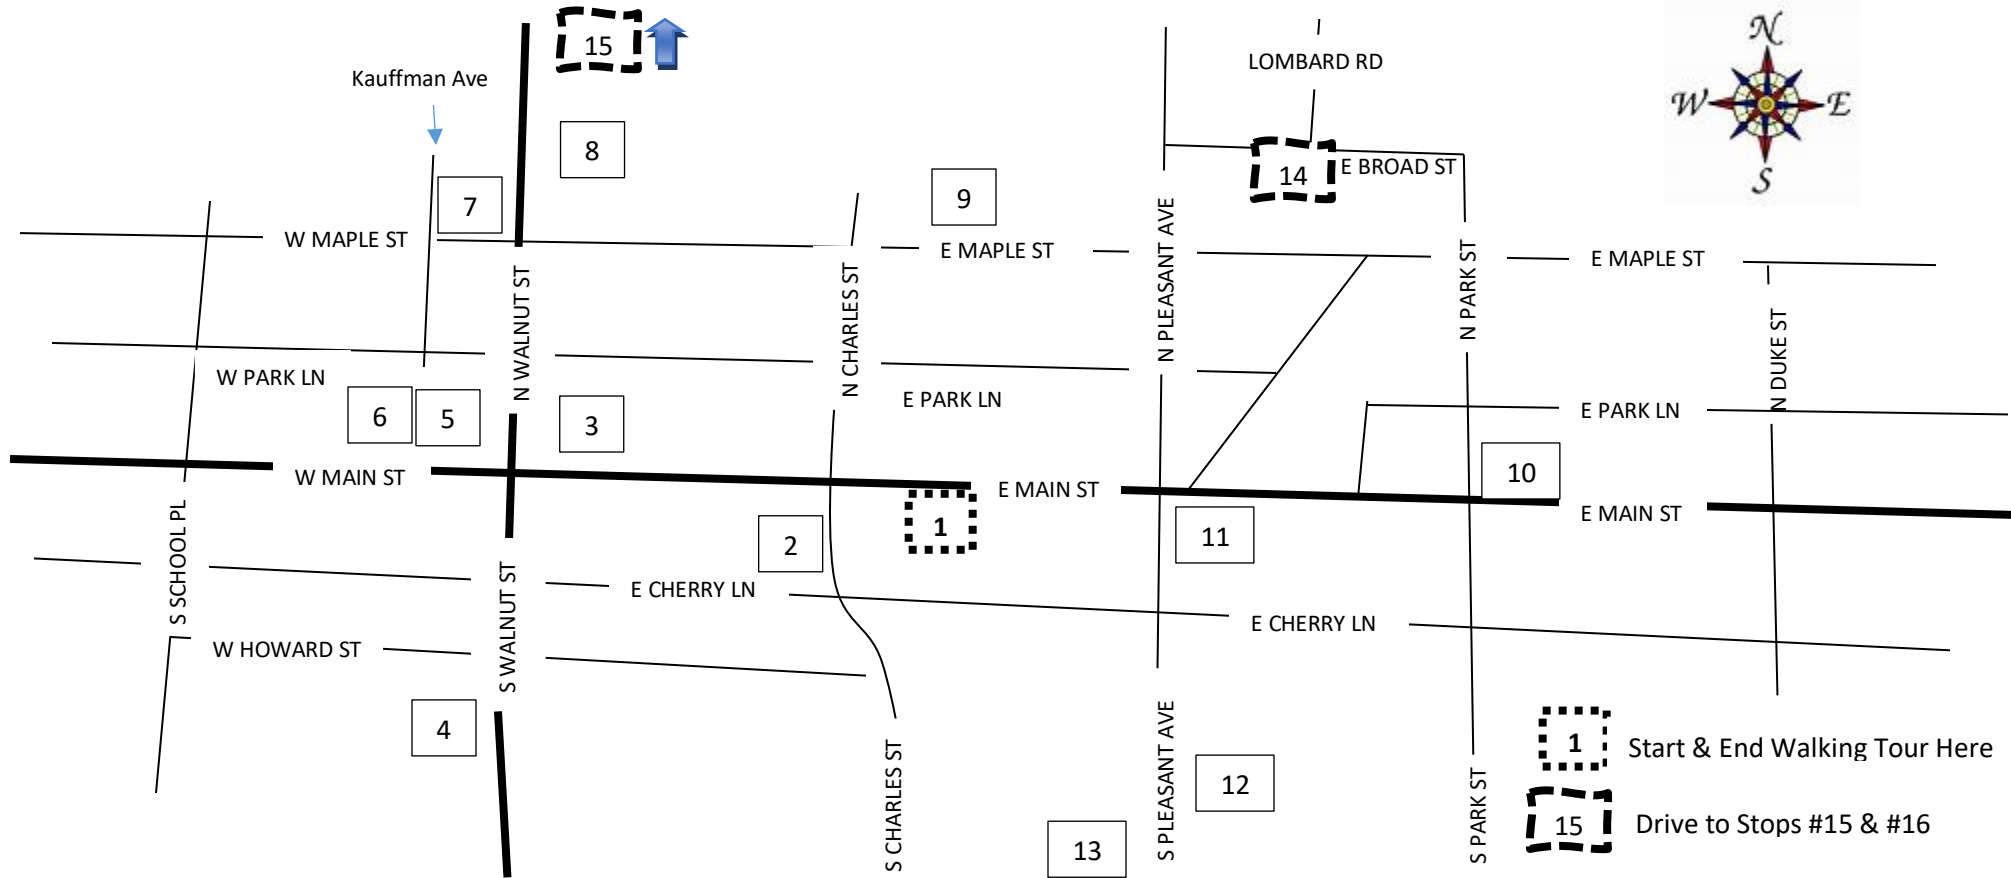 15
N
LOMBARD RD
Kauffman Ave
W
E
8
E BROAD ST
14
S
7
9
W MAPLE ST
E MAPLE ST
E MAPLE ST
N WALNUT ST
N CHARLES ST
N PLEASANT AVE
N PARK ST
N DUKE ST
W PARK LN
E PARK LN
E PARK LN
6
5
3
10
W MAIN ST
E MAIN ST
E MAIN ST
1
2
11
S SCHOOL PL
S WALNUT ST
E CHERRY LN
E CHERRY LN
W HOWARD ST
4
S CHARLES ST
S PLEASANT AVE
S PARK ST
12
13
1
Start & End Walking Tour Here
15
Drive to Stops #15 & #16